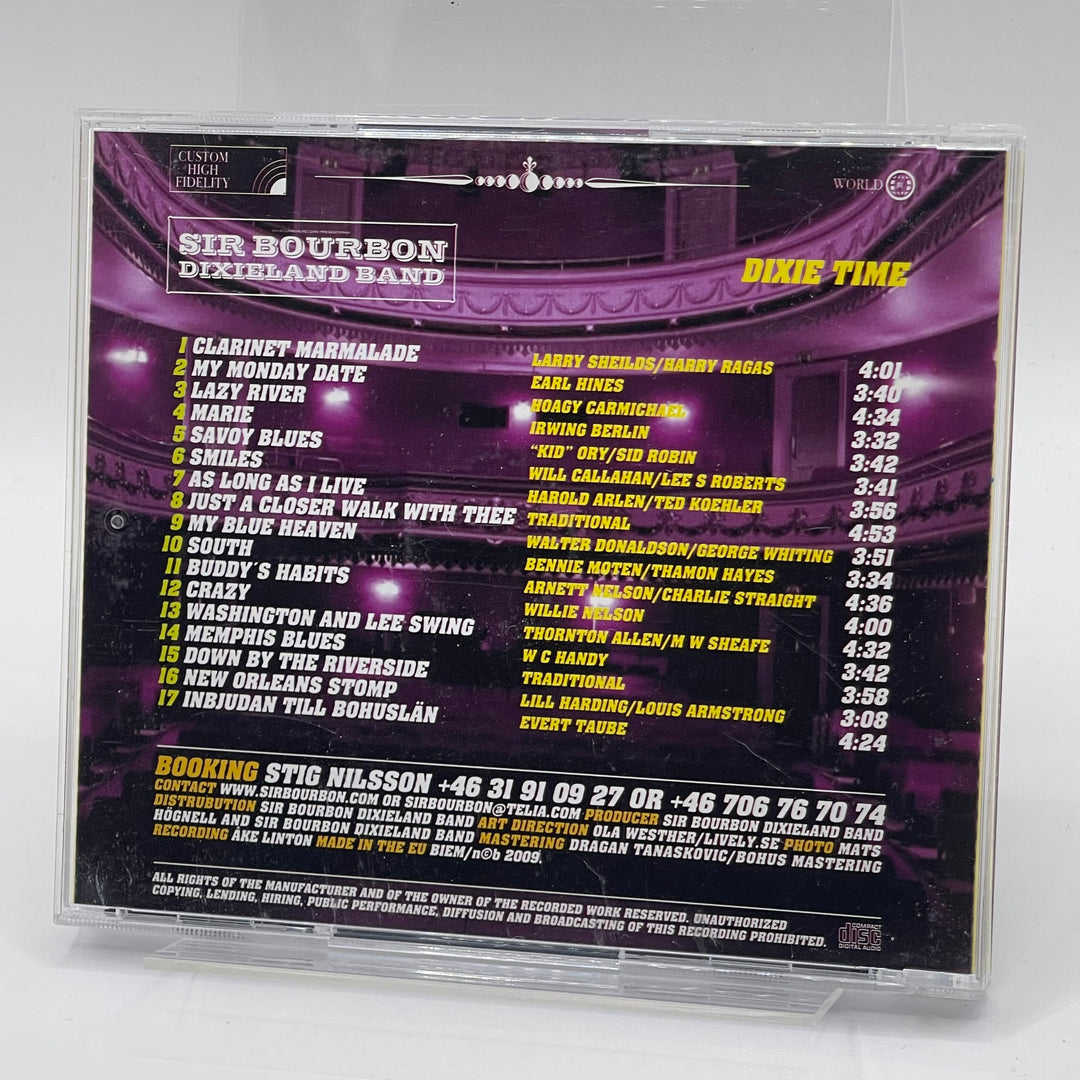 CUSTOM
HIGH
FIDELITY
WORLD
SIR BOURBON
DIXIELAND BAND
DIXIE TIME
1 CLARINET MARMALADE LARRY SHEILDS/HARRY RAGAS 4:01
2 MY MONDAY DATE EARL HINES 3:40
3 LAZY RIVER HOAGY CARMICHAEL 4:34
4 MARIE IRWING BERLIN 3:32
5 SAVOY BLUES "KID" ORY/SID ROBIN 3:42
6 SMILES WILL CALLAHAN/LEE S ROBERTS 3:41
7 AS LONG AS I LIVE HAROLD ARLEN/TED KOEHLER 3:56
8 JUST A CLOSER WALK WITH THEE TRADITIONAL 4:53
9 MY BLUE HEAVEN WALTER DONALDSON/GEORGE WHITING 3:51
10 SOUTH BENNIE MOTEN/THAMON HAYES 3:34
11 BUDDY'S HABITS ARNETT NELSON/CHARLIE STRAIGHT 4:36
12 CRAZY WILLIE NELSON 4:00
13 WASHINGTON AND LEE SWING THORNTON ALLEN/M W SHEAFE 4:32
14 MEMPHIS BLUES W C HANDY 3:42
15 DOWN BY THE RIVERSIDE TRADITIONAL 3:58
16 NEW ORLEANS STOMP LILL HARDING/LOUIS ARMSTRONG 3:08
17 INBJUDAN TILL BOHUSLÄN EVERT TAUBE 4:24
BOOKING STIG NILSSON +46 31 91 09 27 OR +46 706 76 70 74
CONTACT WWW.SIRBOURBON.COM OR SIRBOURBON@TELIA.COM PRODUCER SIR BOURBON DIXIELAND BAND
DISTRUBUTION SIR BOURBON DIXIELAND BAND ART DIRECTION OLA WESTHER/LIVELY.SE PHOTO MATS
HÖGNELL AND SIR BOURBON DIXIELAND BAND MASTERING DRAGAN TANASKOVIC/BOHUS MASTERING
RECORDING ÅKE LINTON MADE IN THE EU BIEM/n©b 2009.
ALL RIGHTS OF THE MANUFACTURER AND OF THE OWNER OF THE RECORDED WORK RESERVED. UNAUTHORIZED
COPYING, LENDING, HIRING, PUBLIC PERFORMANCE, DIFFUSION AND BROADCASTING OF THIS RECORDING PROHIBITED.
COMPACT
disc
DIGITAL AUDIO